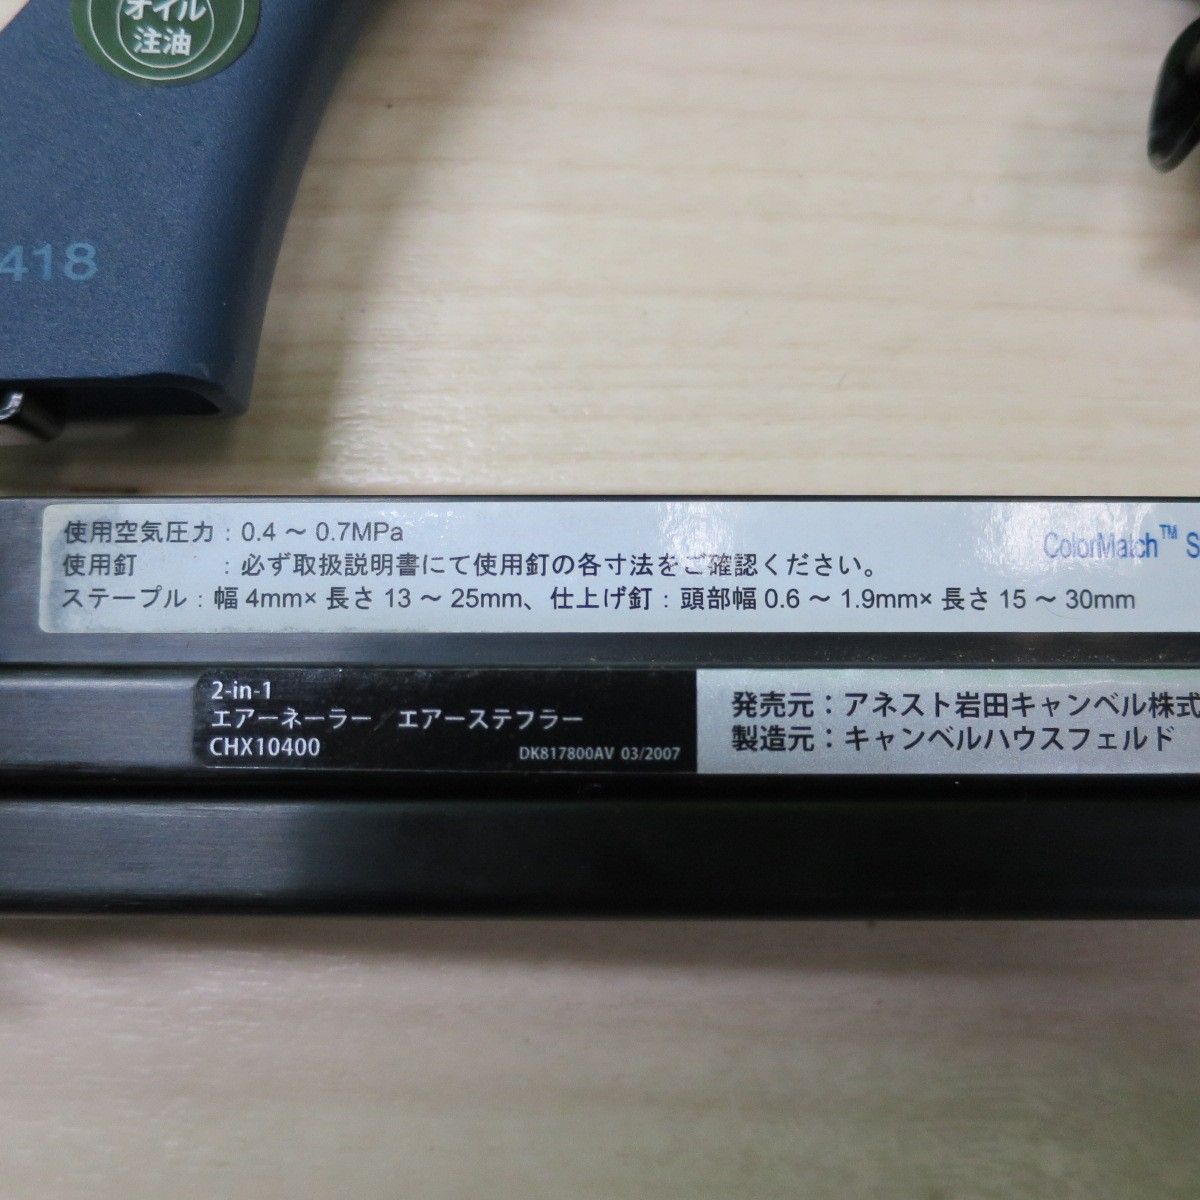 オイル
注油
418
使用空気圧力 : 0.4 ～ 0.7MPa
使用釘 : 必ず取扱説明書にて使用釘の各寸法をご確認ください。
ステープル : 幅 4mm× 長さ 13 ～ 25mm、仕上げ釘 : 頭部幅 0.6 ～ 1.9mm× 長さ 15 ～ 30mm
ColorMatch™ S
2-in-1
エアーネーラー エアーステフラー
CHX10400
DK817800AV 03/2007
発売元：アネスト岩田キャンベル株式
製造元：キャンベルハウスフェルド